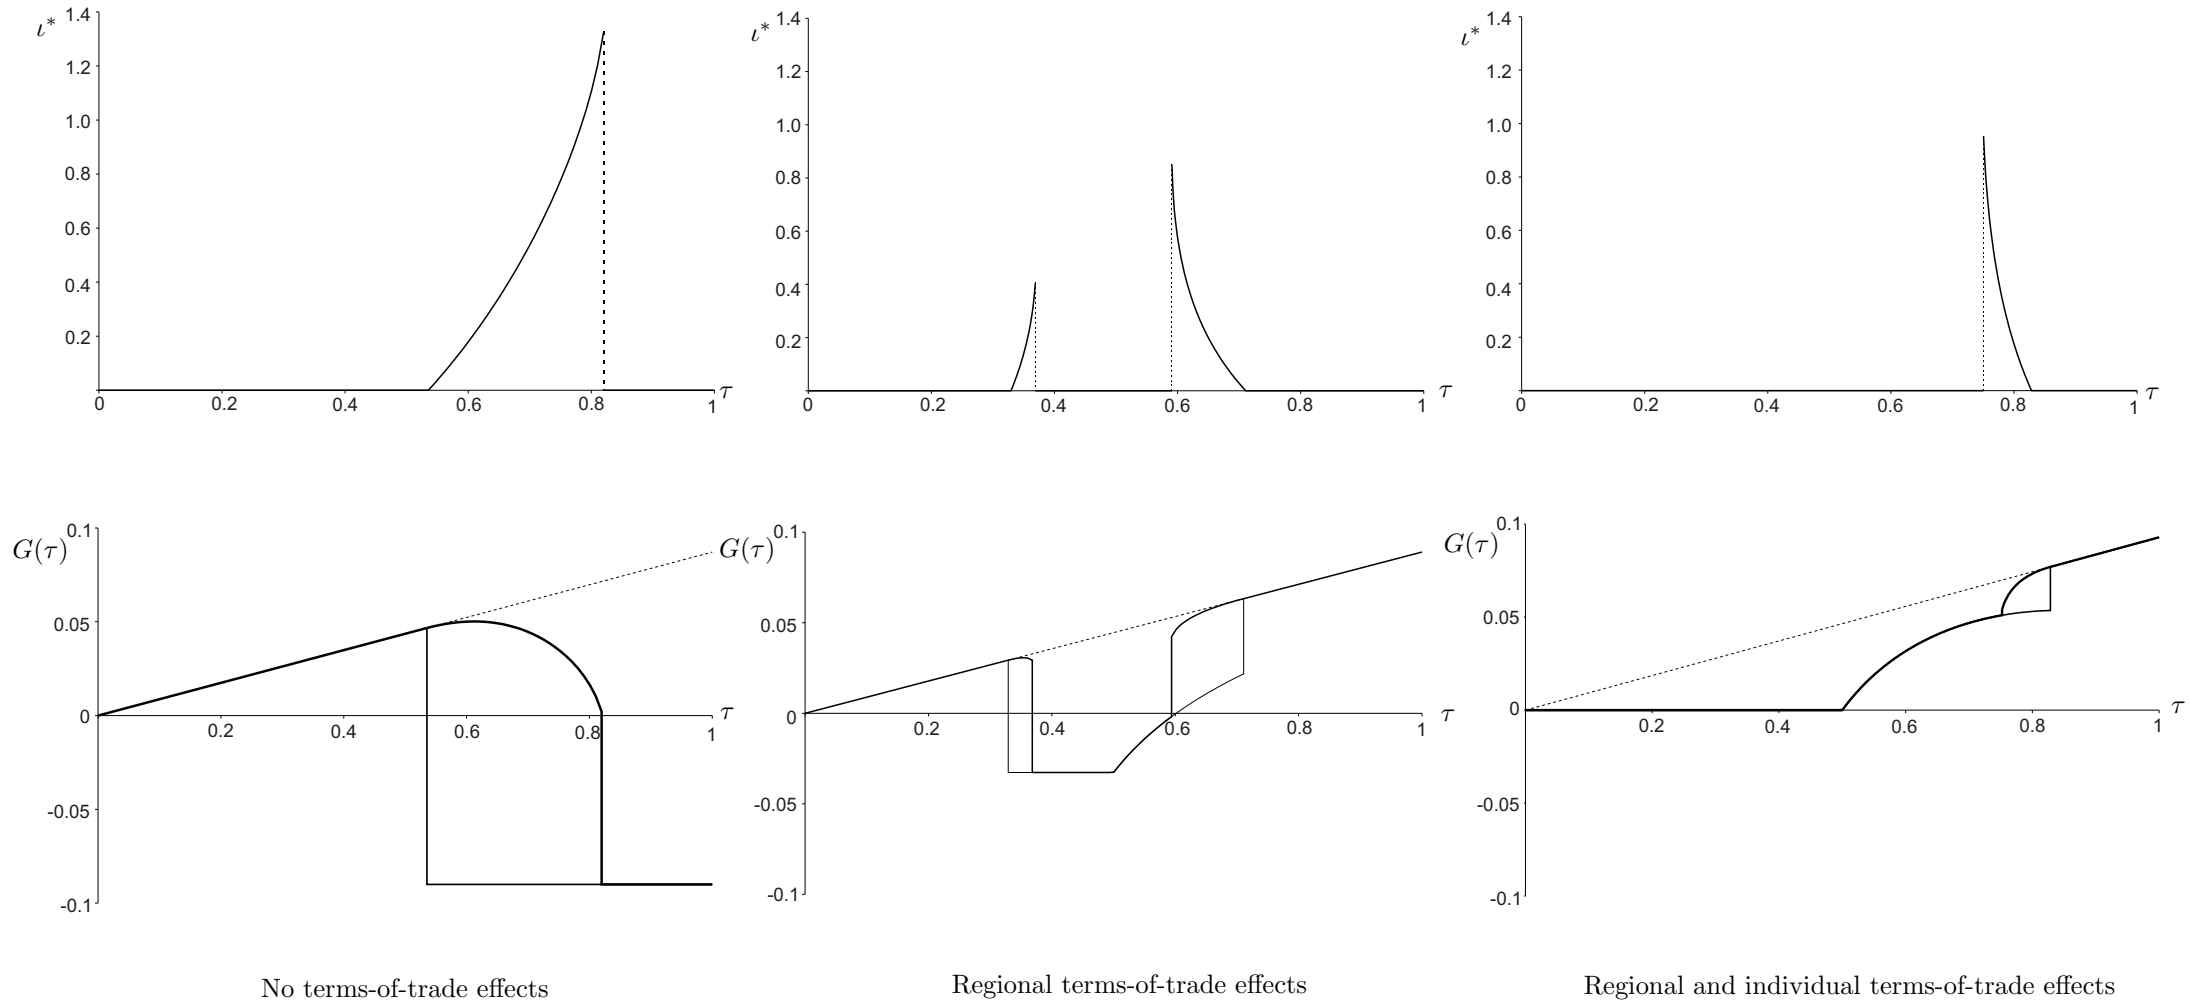 ι* 1.4
1.2
1.0
0.8
0.6
0.4
0.2
0 0.2 0.4 0.6 0.8 1 τ
ι* 1.4
1.2
1.0
0.8
0.6
0.4
0.2
0 0.2 0.4 0.6 0.8 1 τ
ι* 1.4
1.2
1.0
0.8
0.6
0.4
0.2
0 0.2 0.4 0.6 0.8 1 τ
G(τ) 0.1
0.05
0 0.2 0.4 0.6 0.8 1 τ
-0.05
-0.1
G(τ) 0.1
0.05
0 0.2 0.4 0.6 0.8 1 τ
-0.05
-0.1
G(τ) 0.1
0.05
0 0.2 0.4 0.6 0.8 1 τ
-0.05
-0.1
No terms-of-trade effects
Regional terms-of-trade effects
Regional and individual terms-of-trade effects